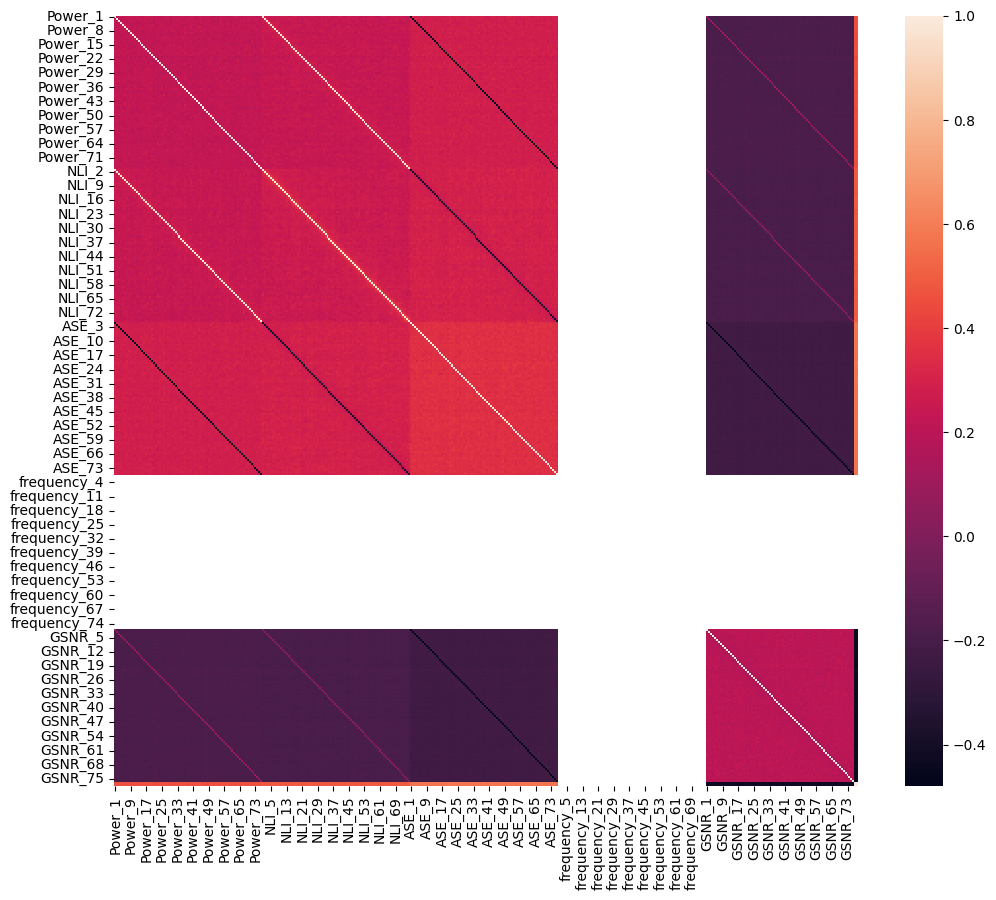 Power_1
Power_8
Power_15
Power_22
Power_29
Power_36
Power_43
Power_50
Power_57
Power_64
Power_71
NLI_2
NLI_9
NLI_16
NLI_23
NLI_30
NLI_37
NLI_44
NLI_51
NLI_58
NLI_65
NLI_72
ASE_3
ASE_10
ASE_17
ASE_24
ASE_31
ASE_38
ASE_45
ASE_52
ASE_59
ASE_66
ASE_73
frequency_4
frequency_11
frequency_18
frequency_25
frequency_32
frequency_39
frequency_46
frequency_53
frequency_60
frequency_67
frequency_74
GSNR_5
GSNR_12
GSNR_19
GSNR_26
GSNR_33
GSNR_40
GSNR_47
GSNR_54
GSNR_61
GSNR_68
GSNR_75
Power_1
Power_9
Power_17
Power_25
Power_33
Power_41
Power_49
Power_57
Power_65
Power_73
NLI_5
NLI_13
NLI_21
NLI_29
NLI_37
NLI_45
NLI_53
NLI_61
NLI_69
ASE_1
ASE_9
ASE_17
ASE_25
ASE_33
ASE_41
ASE_49
ASE_57
ASE_65
ASE_73
frequency_5
frequency_13
frequency_21
frequency_29
frequency_37
frequency_45
frequency_53
frequency_61
frequency_69
GSNR_1
GSNR_9
GSNR_17
GSNR_25
GSNR_33
GSNR_41
GSNR_49
GSNR_57
GSNR_65
GSNR_73
1.0
0.8
0.6
0.4
0.2
0.0
−0.2
−0.4